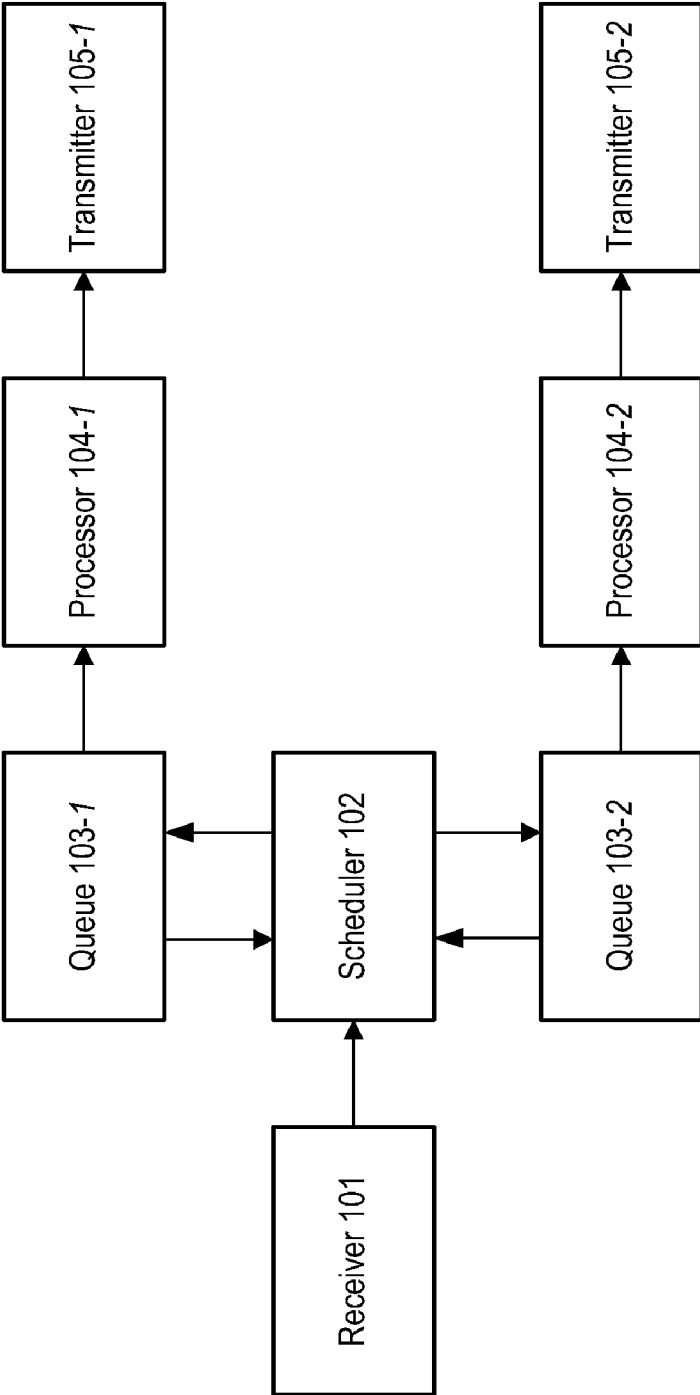 Queue 103-1
Processor 104-1
Transmitter 105-1
Receiver 101
Scheduler 102
Queue 103-2
Processor 104-2
Transmitter 105-2